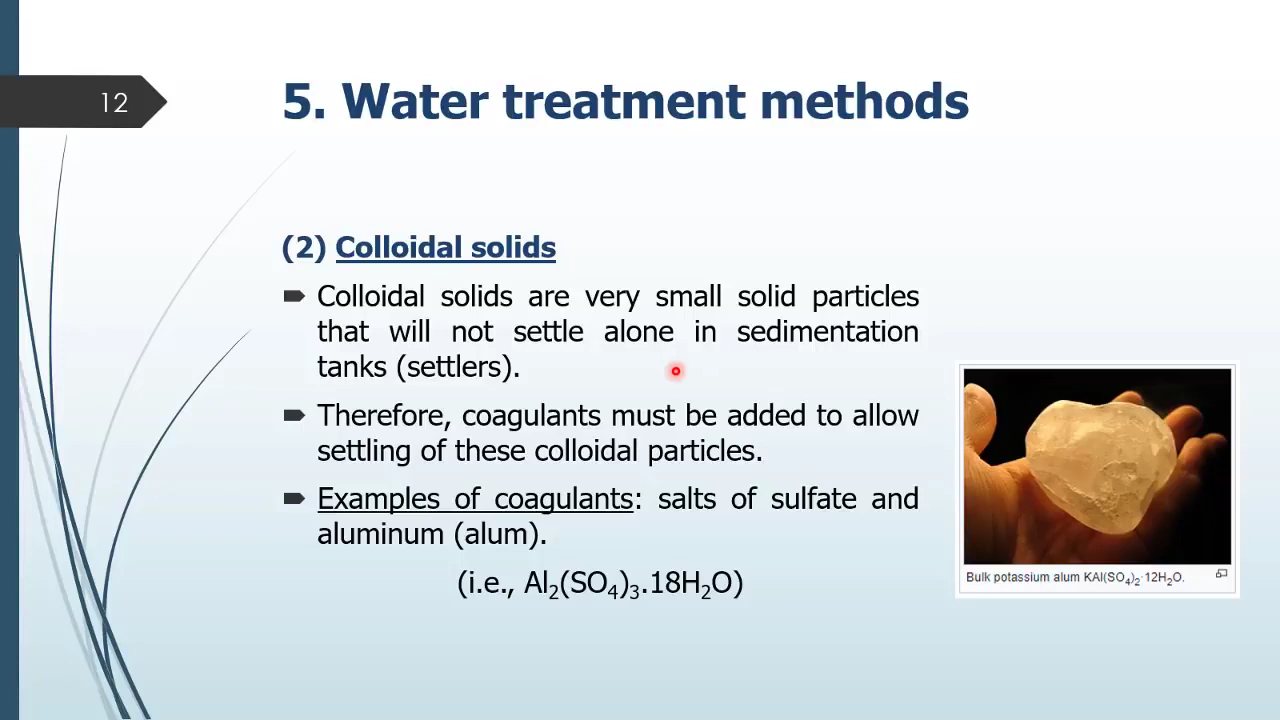 12
5. Water treatment methods
(2) Colloidal solids
Colloidal solids are very small solid particles
that will not settle alone in sedimentation
tanks (settlers).
Therefore, coagulants must be added to allow
settling of these colloidal particles.
Examples of coagulants: salts of sulfate and
aluminum (alum).
(i.e., Al₂(SO₄)₃.18H₂O)
Bulk potassium alum KAl(SO₄)₂·12H₂O.